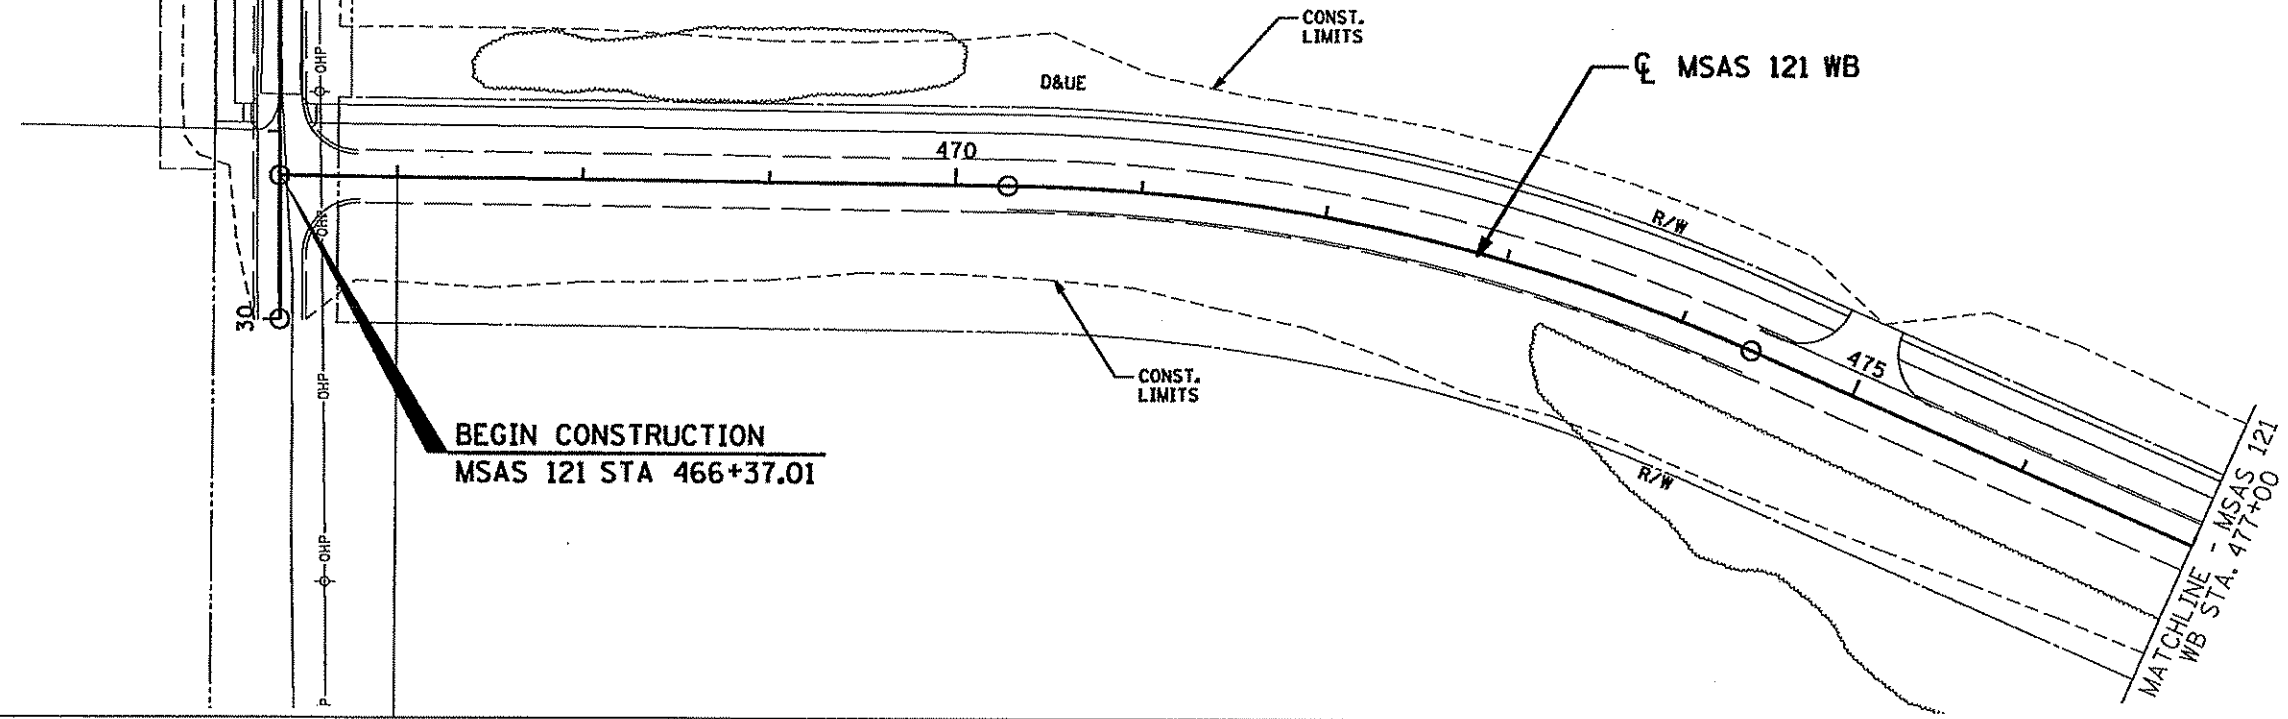 CONST.
LIMITS
OHP
D&UE
℄ MSAS 121 WB
470
R/W
OHP
30
475
CONST.
LIMITS
OHP
BEGIN CONSTRUCTION
MSAS 121 STA 466+37.01
R/W
OHP
MATCHLINE - MSAS 121
WB STA. 477+00
P